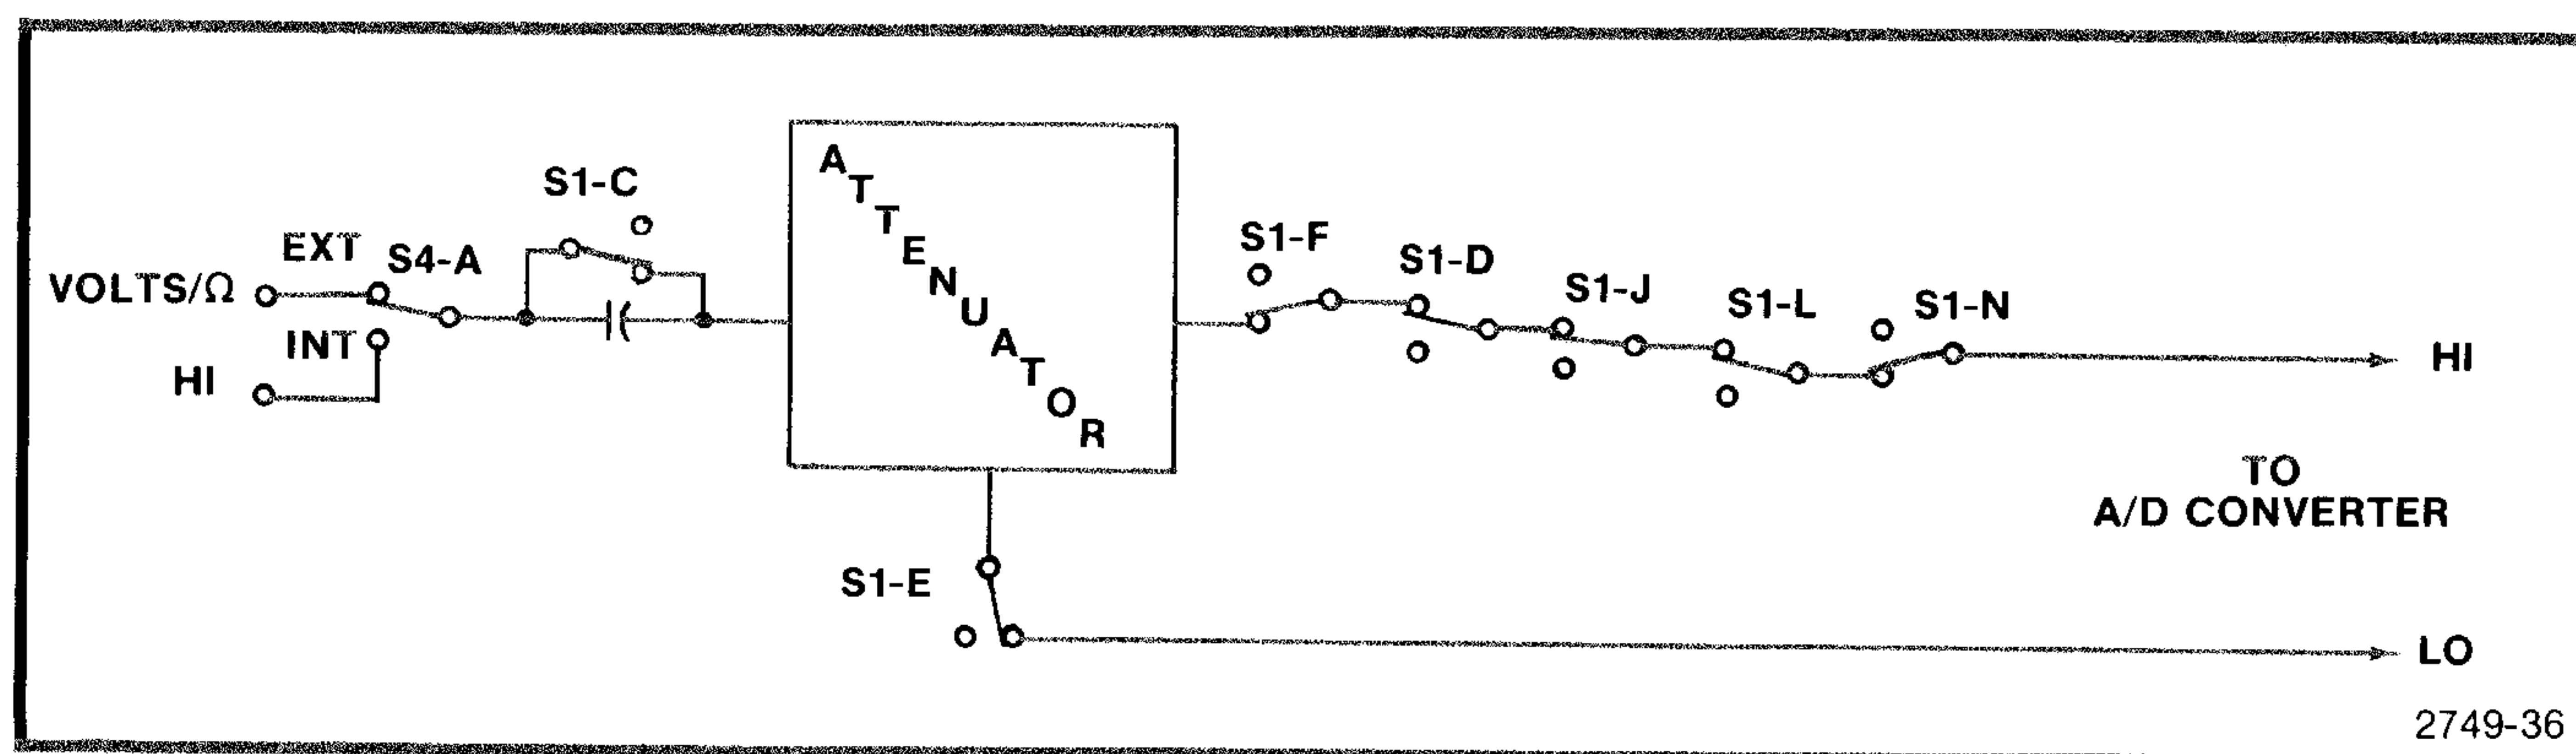 S1-C
EXT
S4-A
VOLTS/Ω
INT
HI
ATTENUATOR
S1-F
S1-D
S1-J
S1-L
S1-N
HI
TO
A/D CONVERTER
S1-E
LO
2749-36